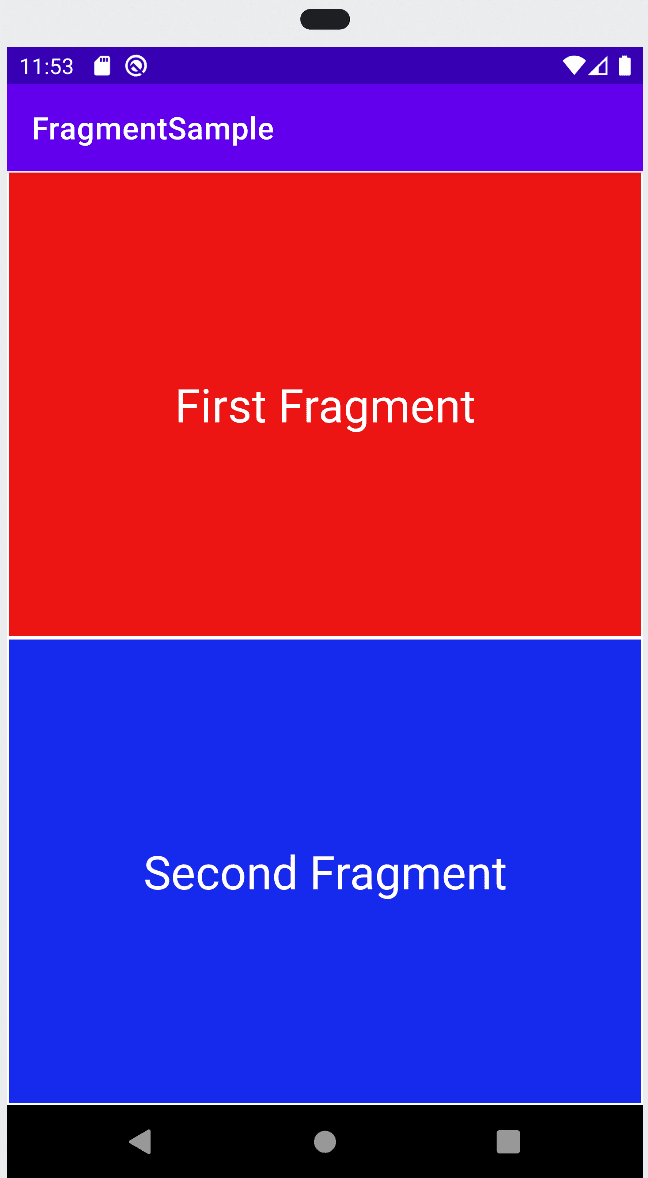 11:53
FragmentSample
First Fragment
Second Fragment